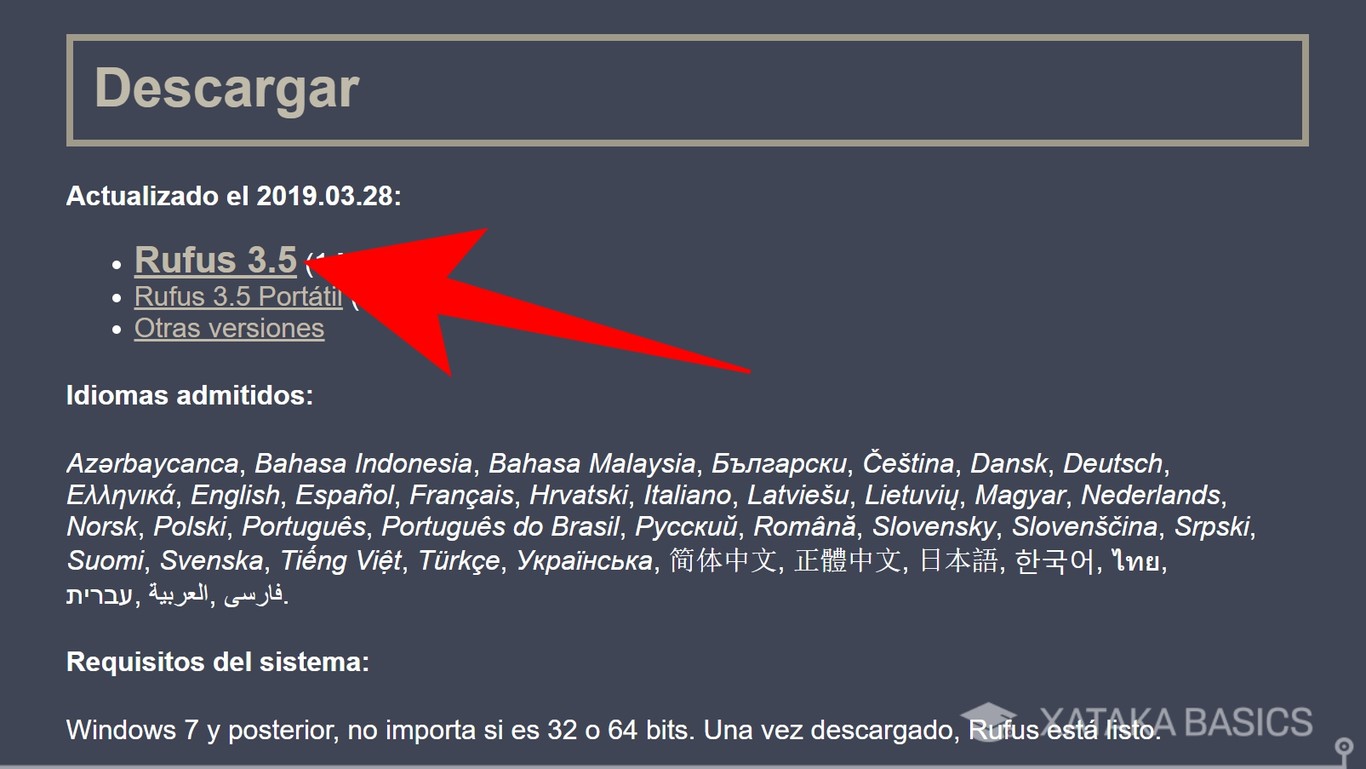 Descargar
Actualizado el 2019.03.28:
Rufus 3.5
Rufus 3.5 Portátil
Otras versiones
Idiomas admitidos:
Azərbaycanca, Bahasa Indonesia, Bahasa Malaysia, Български, Čeština, Dansk, Deutsch,
Ελληνικά, English, Español, Français, Hrvatski, Italiano, Latviešu, Lietuvių, Magyar, Nederlands,
Norsk, Polski, Português, Português do Brasil, Русский, Română, Slovensky, Slovenščina, Srpski,
Suomi, Svenska, Tiếng Việt, Türkçe, Українська, 简体中文, 正體中文, 日本語, 한국어, ไทย,
עברית, العربية, فارسی.
Requisitos del sistema:
Windows 7 y posterior, no importa si es 32 o 64 bits. Una vez descargado, Rufus está listo.
XATAKA BASICS